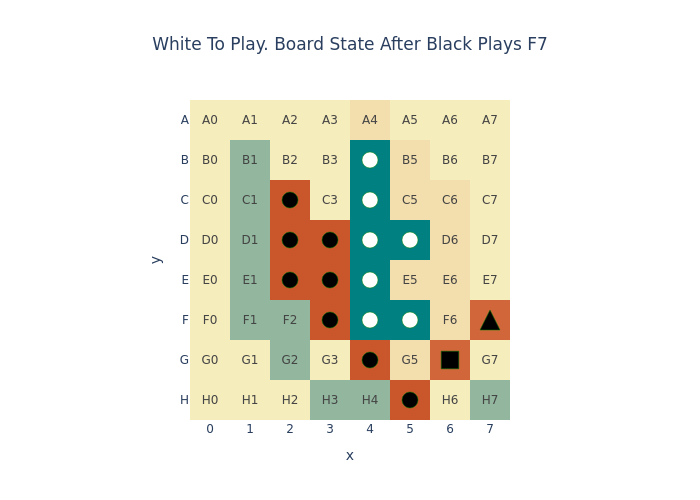 White To Play. Board State After Black Plays F7
A A0 A1 A2 A3 A4 A5 A6 A7
B B0 B1 B2 B3 B5 B6 B7
C C0 C1 C3 C5 C6 C7
D D0 D1 D6 D7
y
E E0 E1 E5 E6 E7
F F0 F1 F2 F6
G G0 G1 G2 G3 G5 G7
H H0 H1 H2 H3 H4 H6 H7
0 1 2 3 4 5 6 7
x